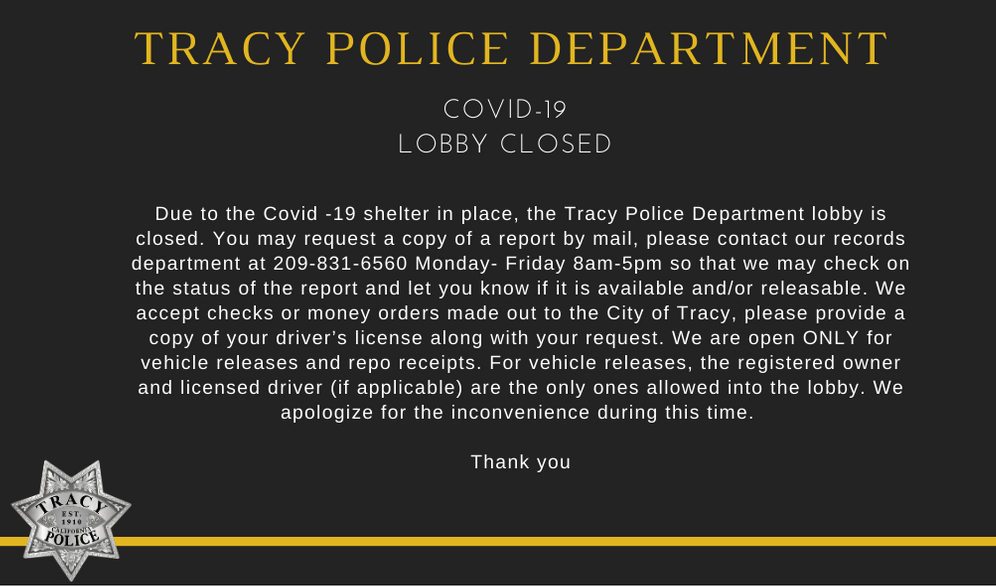 TRACY POLICE DEPARTMENT
COVID-19
LOBBY CLOSED
Due to the Covid -19 shelter in place, the Tracy Police Department lobby is
closed. You may request a copy of a report by mail, please contact our records
department at 209-831-6560 Monday- Friday 8am-5pm so that we may check on
the status of the report and let you know if it is available and/or releasable. We
accept checks or money orders made out to the City of Tracy, please provide a
copy of your driver’s license along with your request. We are open ONLY for
vehicle releases and repo receipts. For vehicle releases, the registered owner
and licensed driver (if applicable) are the only ones allowed into the lobby. We
apologize for the inconvenience during this time.
Thank you
TRACY
EST.
1910
CALIFORNIA
POLICE